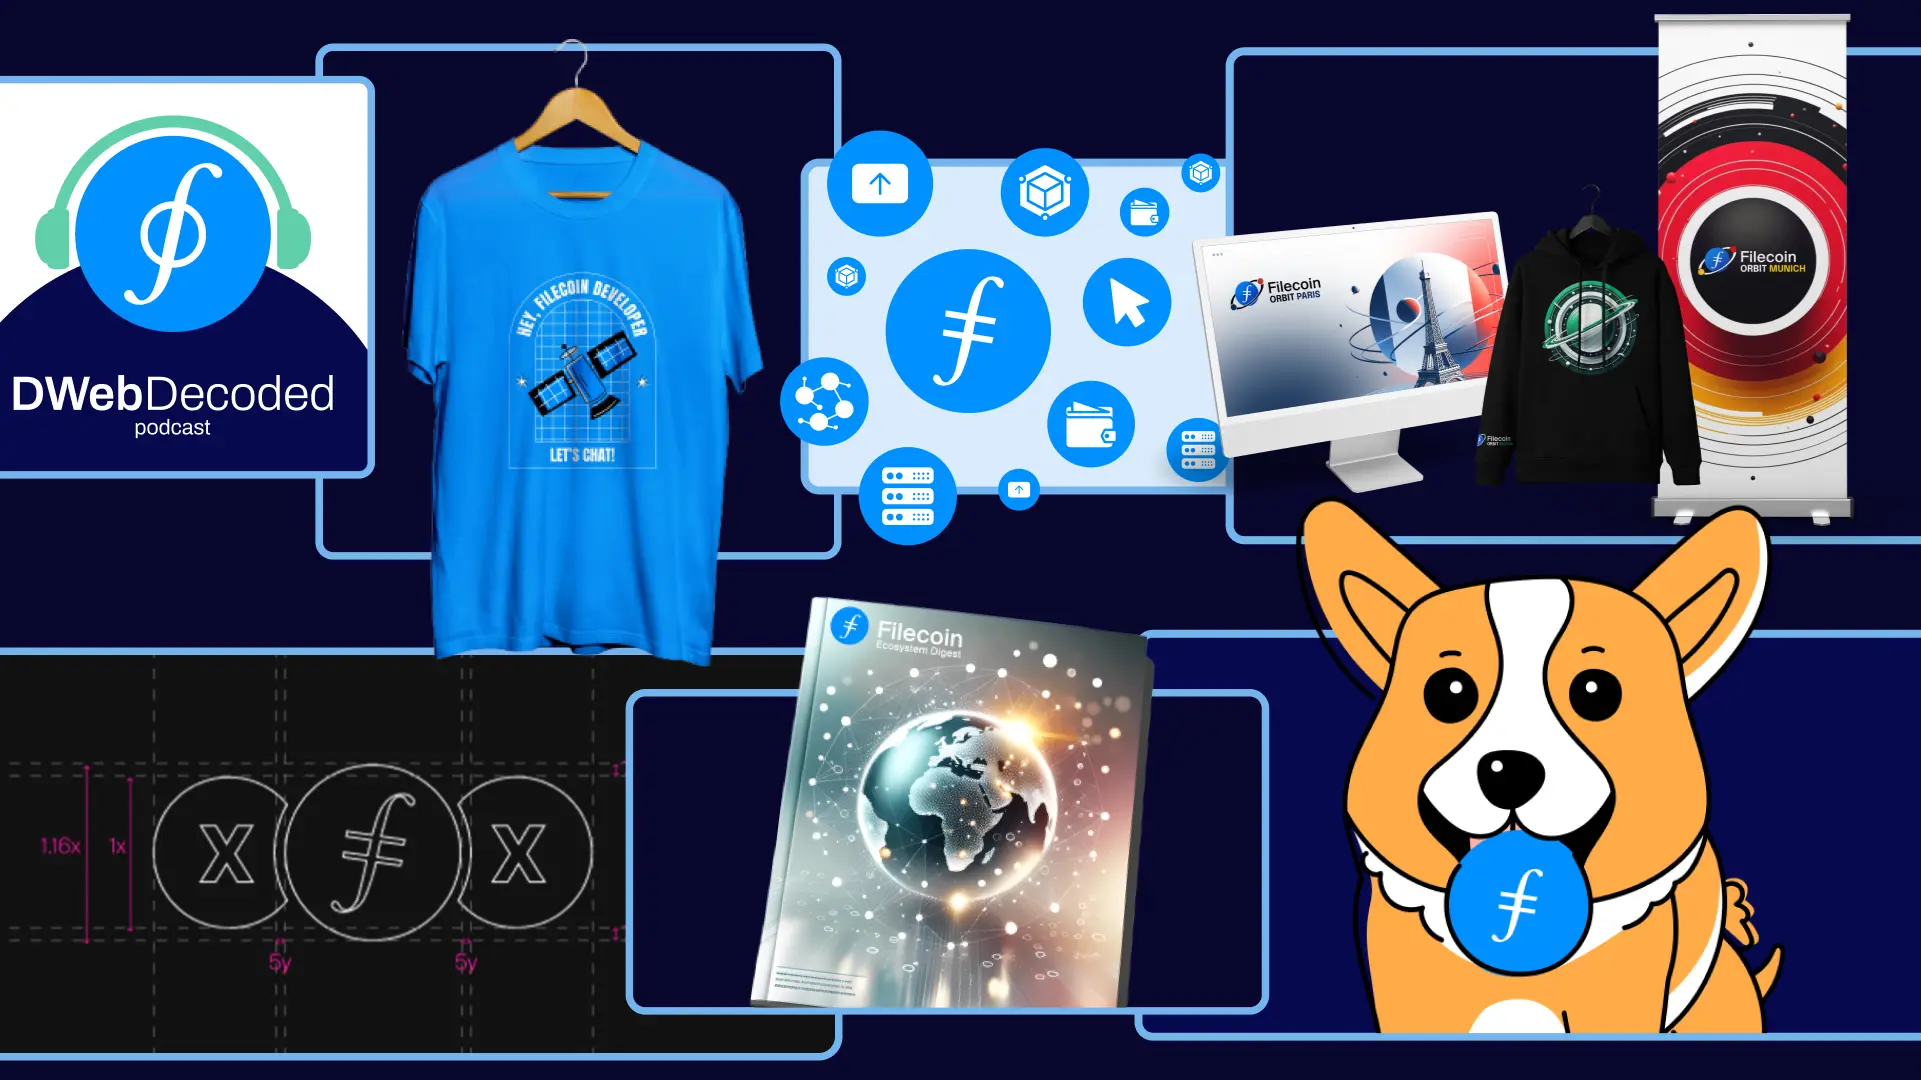 DWebDecoded
podcast
HEY, FILECOIN DEVELOPER
LET'S CHAT!
Filecoin
ORBIT PARIS
Filecoin
ORBIT
Filecoin
ORBIT MUNICH
1.16x
1x
X
X
5y
5y
Filecoin
Ecosystem Digest